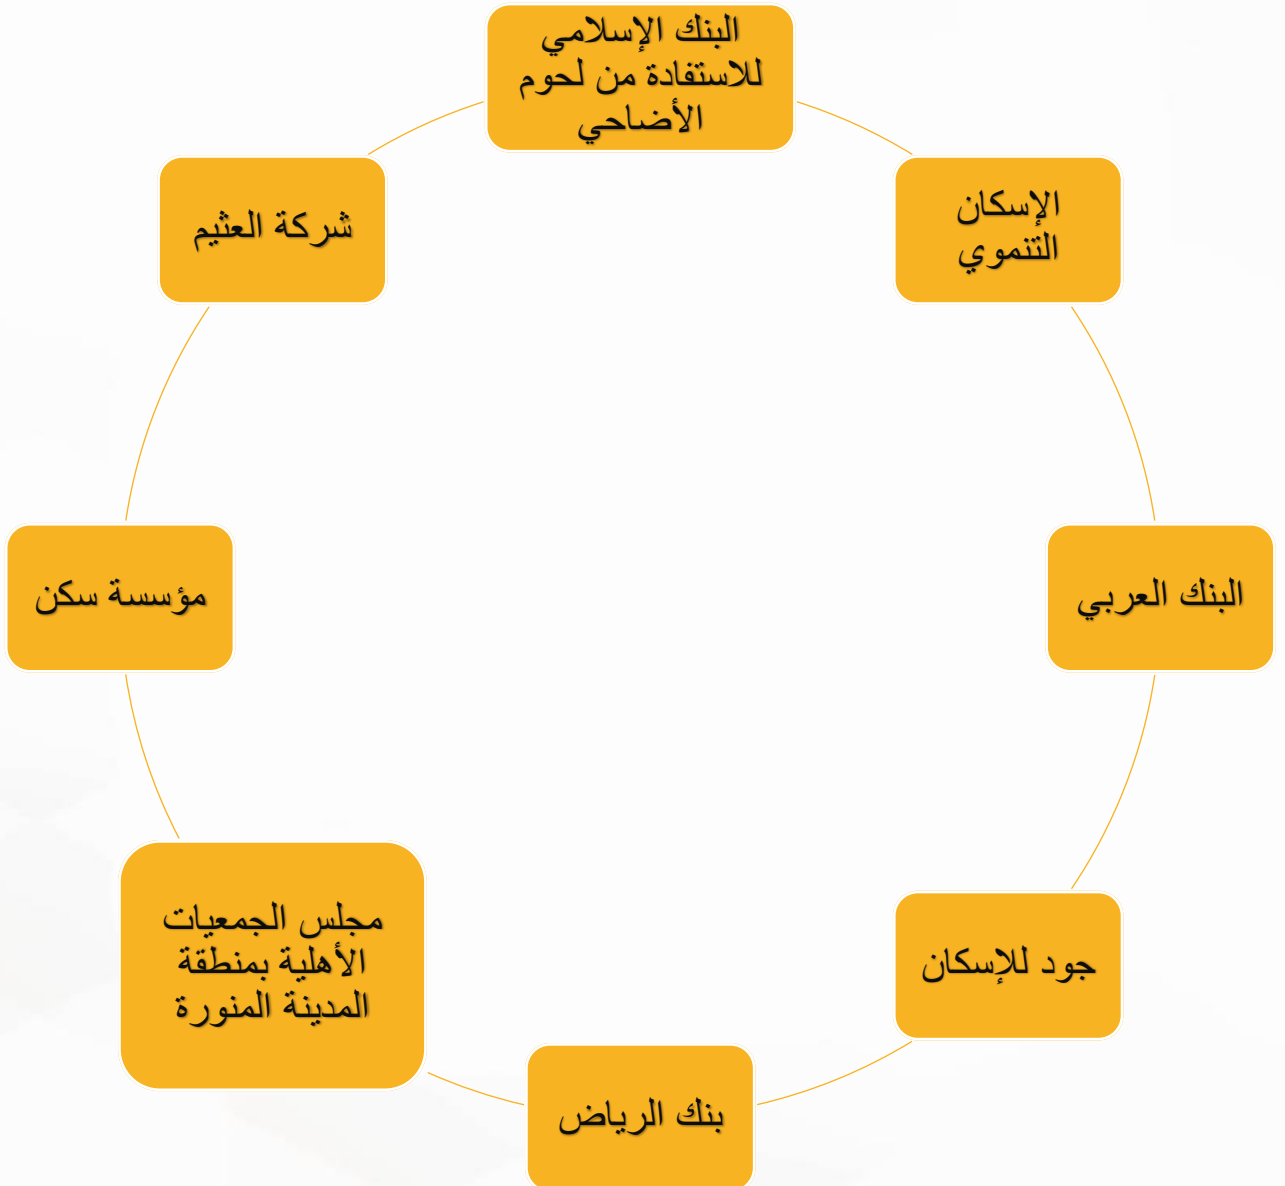 البنك الإسلامي
للاستفادة من لحوم
الأضاحي
الإسكان
التنموي
البنك العربي
جود للإسكان
بنك الرياض
مجلس الجمعيات
الأهلية بمنطقة
المدينة المنورة
مؤسسة سكن
شركة العثيم